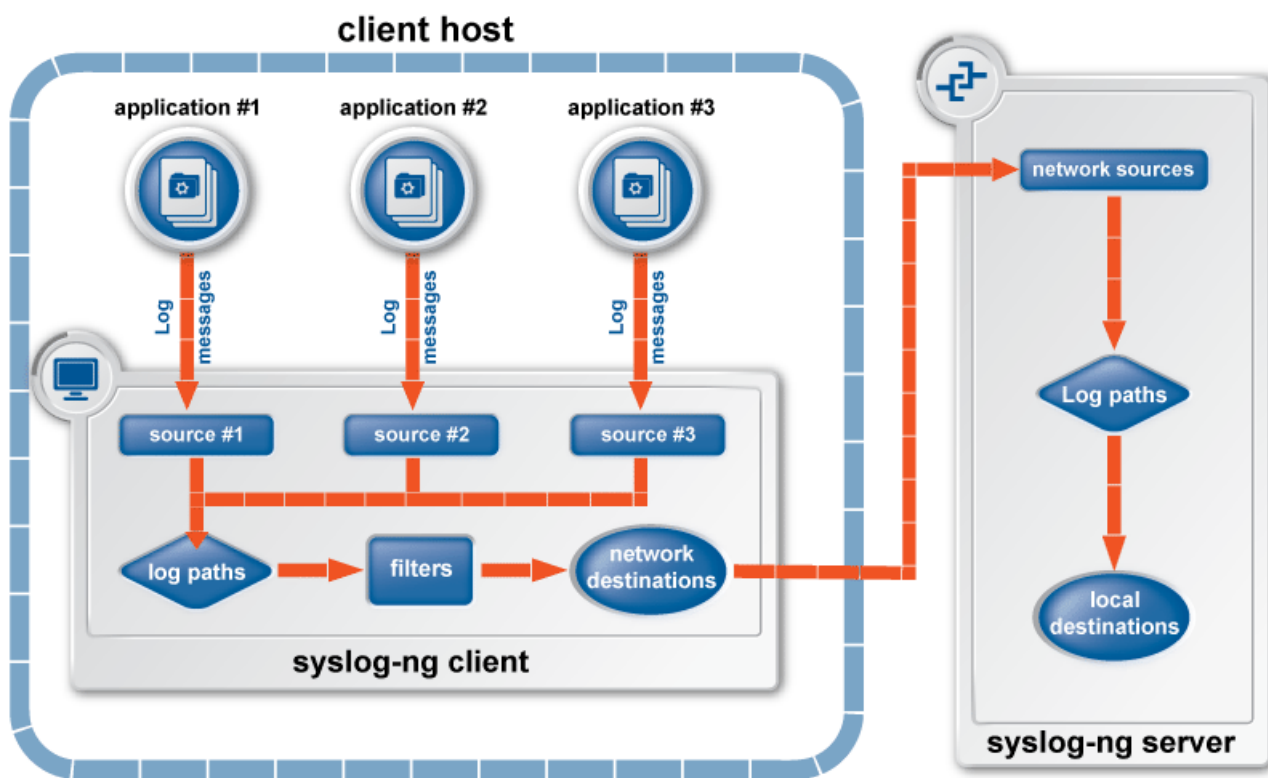 client host
application #1
application #2
application #3
Log
messages
Log
messages
Log
messages
source #1
source #2
source #3
log paths
filters
network
destinations
syslog-ng client
network sources
Log paths
local
destinations
syslog-ng server